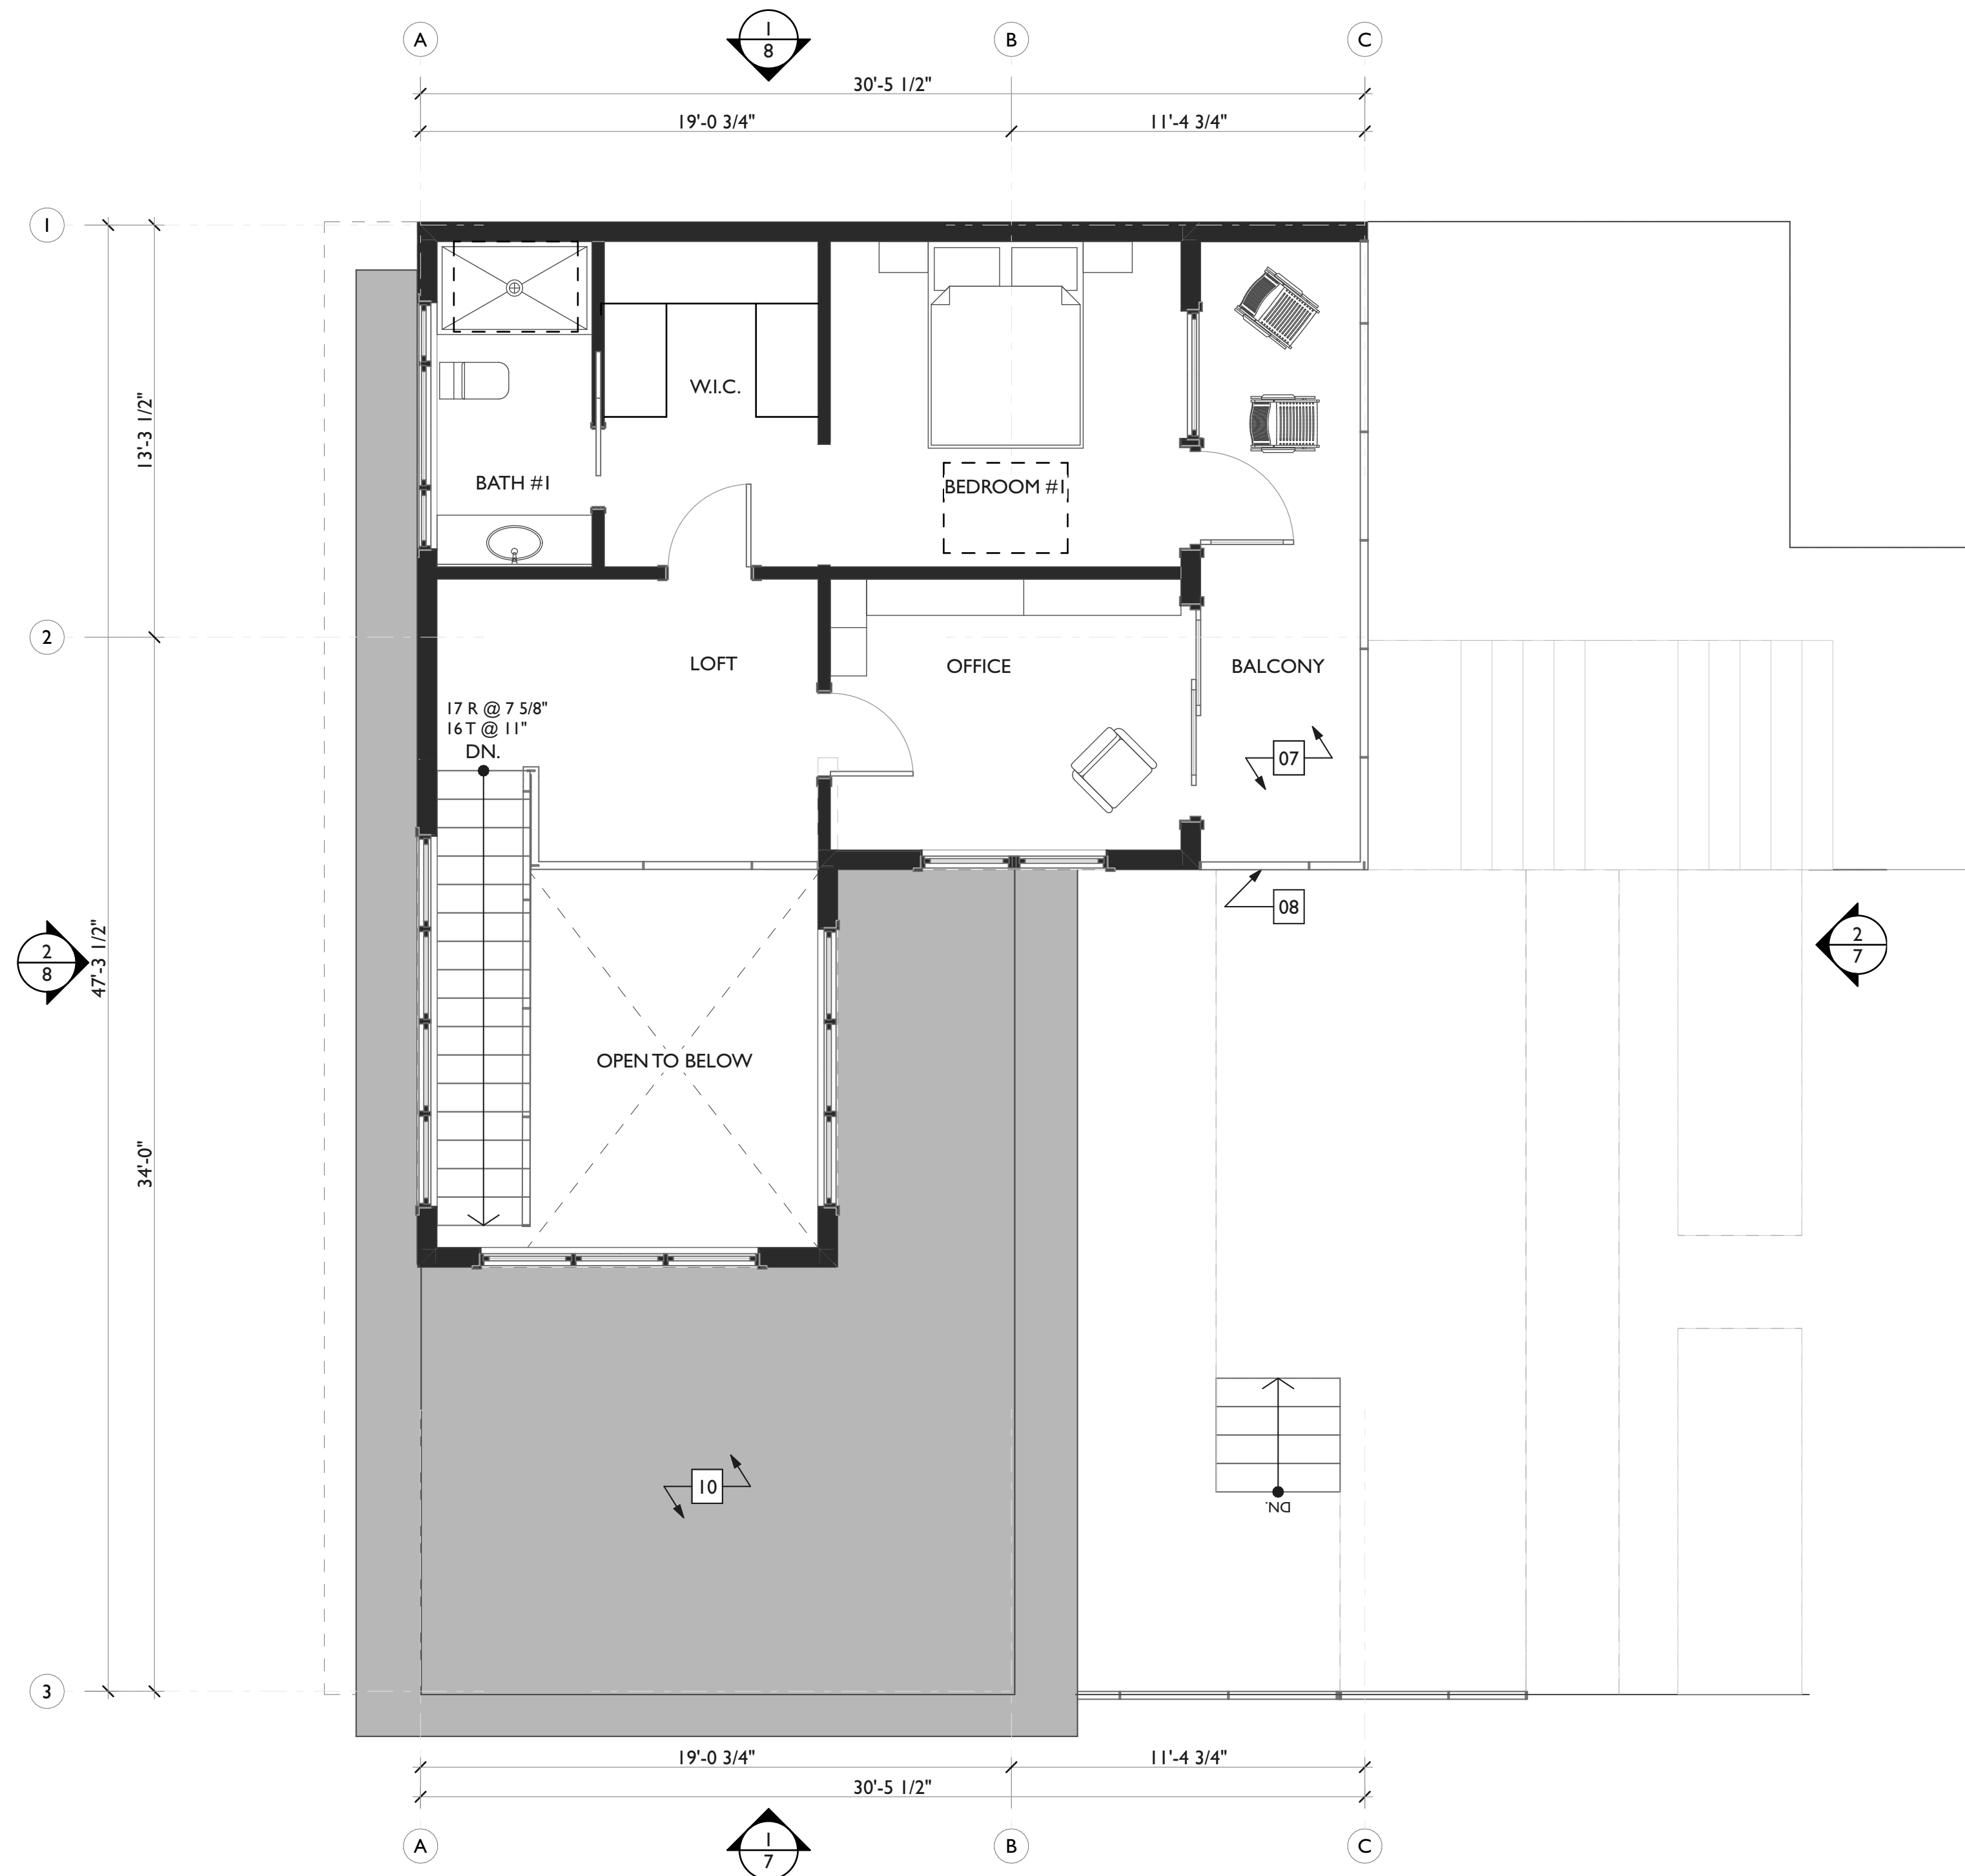 A
1
8
B
C
30'-5 1/2"
19'-0 3/4"
11'-4 3/4"
1
13'-3 1/2"
W.I.C.
BATH #1
BEDROOM #1
2
LOFT
OFFICE
BALCONY
17 R @ 7 5/8"
16 T @ 11"
DN.
07
08
2
8
47'-3 1/2"
2
7
OPEN TO BELOW
34'-0"
10
DN.
3
19'-0 3/4"
11'-4 3/4"
30'-5 1/2"
A
1
7
B
C